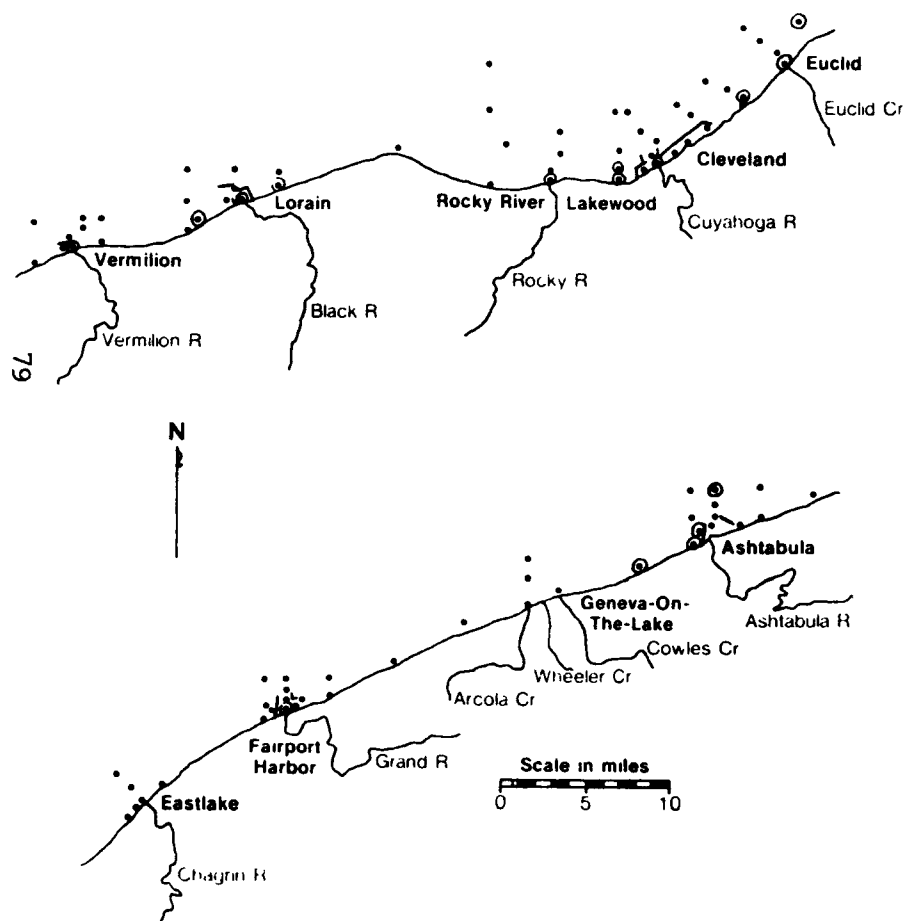 Euclid
Euclid Cr
Cleveland
Rocky River
Lakewood
Cuyahoga R
Lorain
Vermilion
Rocky R
Black R
Vermilion R
79
N
Ashtabula
Geneva-On-
The-Lake
Ashtabula R
Cowles Cr
Wheeler Cr
Arcola Cr
Fairport
Harbor
Grand R
Scale in miles
0 5 10
Eastlake
Chagrin R